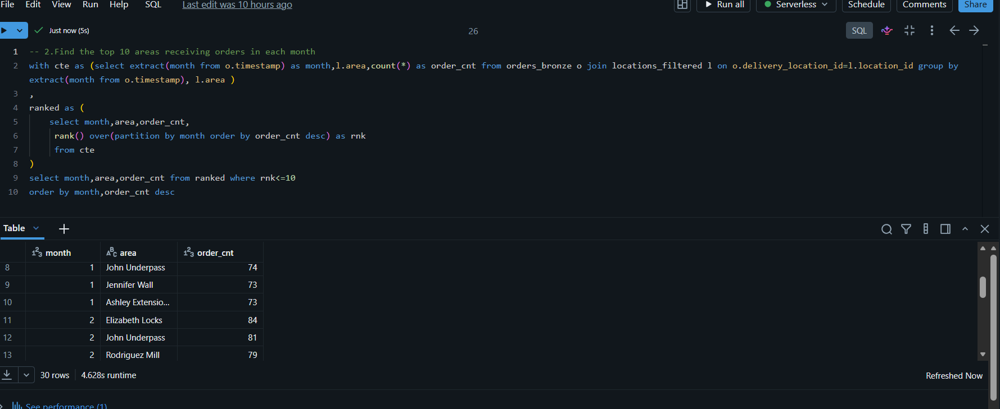 File Edit View Run Help SQL Last edit was 10 hours ago Run all Serverless Schedule Comments Share
Just now (5s) 26 SQL
1 -- 2.Find the top 10 areas receiving orders in each month
2 with cte as (select extract(month from o.timestamp) as month,l.area,count(*) as order_cnt from orders_bronze o join locations_filtered l on o.delivery_location_id=l.location_id group by
extract(month from o.timestamp), l.area )
3 ,
4 ranked as (
5 select month,area,order_cnt,
6 rank() over(partition by month order by order_cnt desc) as rnk
7 from cte
8 )
9 select month,area,order_cnt from ranked where rnk<=10
10 order by month,order_cnt desc
Table
month area order_cnt
8 1 John Underpass 74
9 1 Jennifer Wall 73
10 1 Ashley Extensio... 73
11 2 Elizabeth Locks 84
12 2 John Underpass 81
13 2 Rodriguez Mill 79
30 rows 4.628s runtime Refreshed Now
See performance (1)